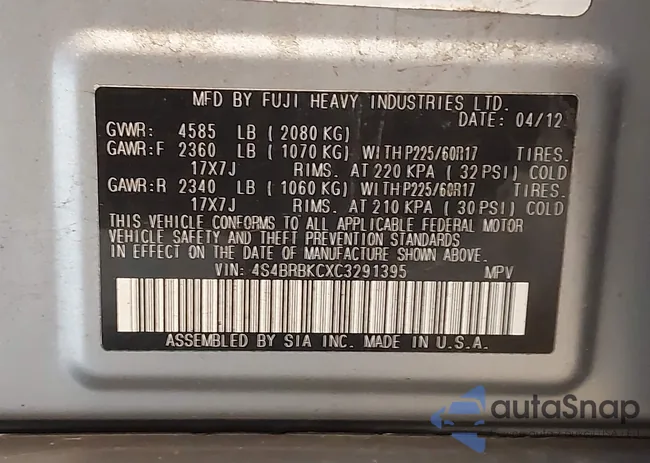 MFD BY FUJI HEAVY INDUSTRIES LTD.
DATE: 04/12
GVWR: 4585 LB (2080 KG)
GAWR:F 2360 LB (1070 KG) WITH P225/60R17 TIRES.
17X7J RIMS. AT 220 KPA (32 PSI) COLD
GAWR:R 2340 LB (1060 KG) WITH P225/60R17 TIRES.
17X7J RIMS. AT 210 KPA (30 PSI) COLD
THIS VEHICLE CONFORMS TO ALL APPLICABLE FEDERAL MOTOR
VEHICLE SAFETY AND THEFT PREVENTION STANDARDS
IN EFFECT ON THE DATE OF MANUFACTURE SHOWN ABOVE.
VIN: 4S4BRBKCXC3291395 MPV
ASSEMBLED BY SIA INC. MADE IN U.S.A.
autaSnap